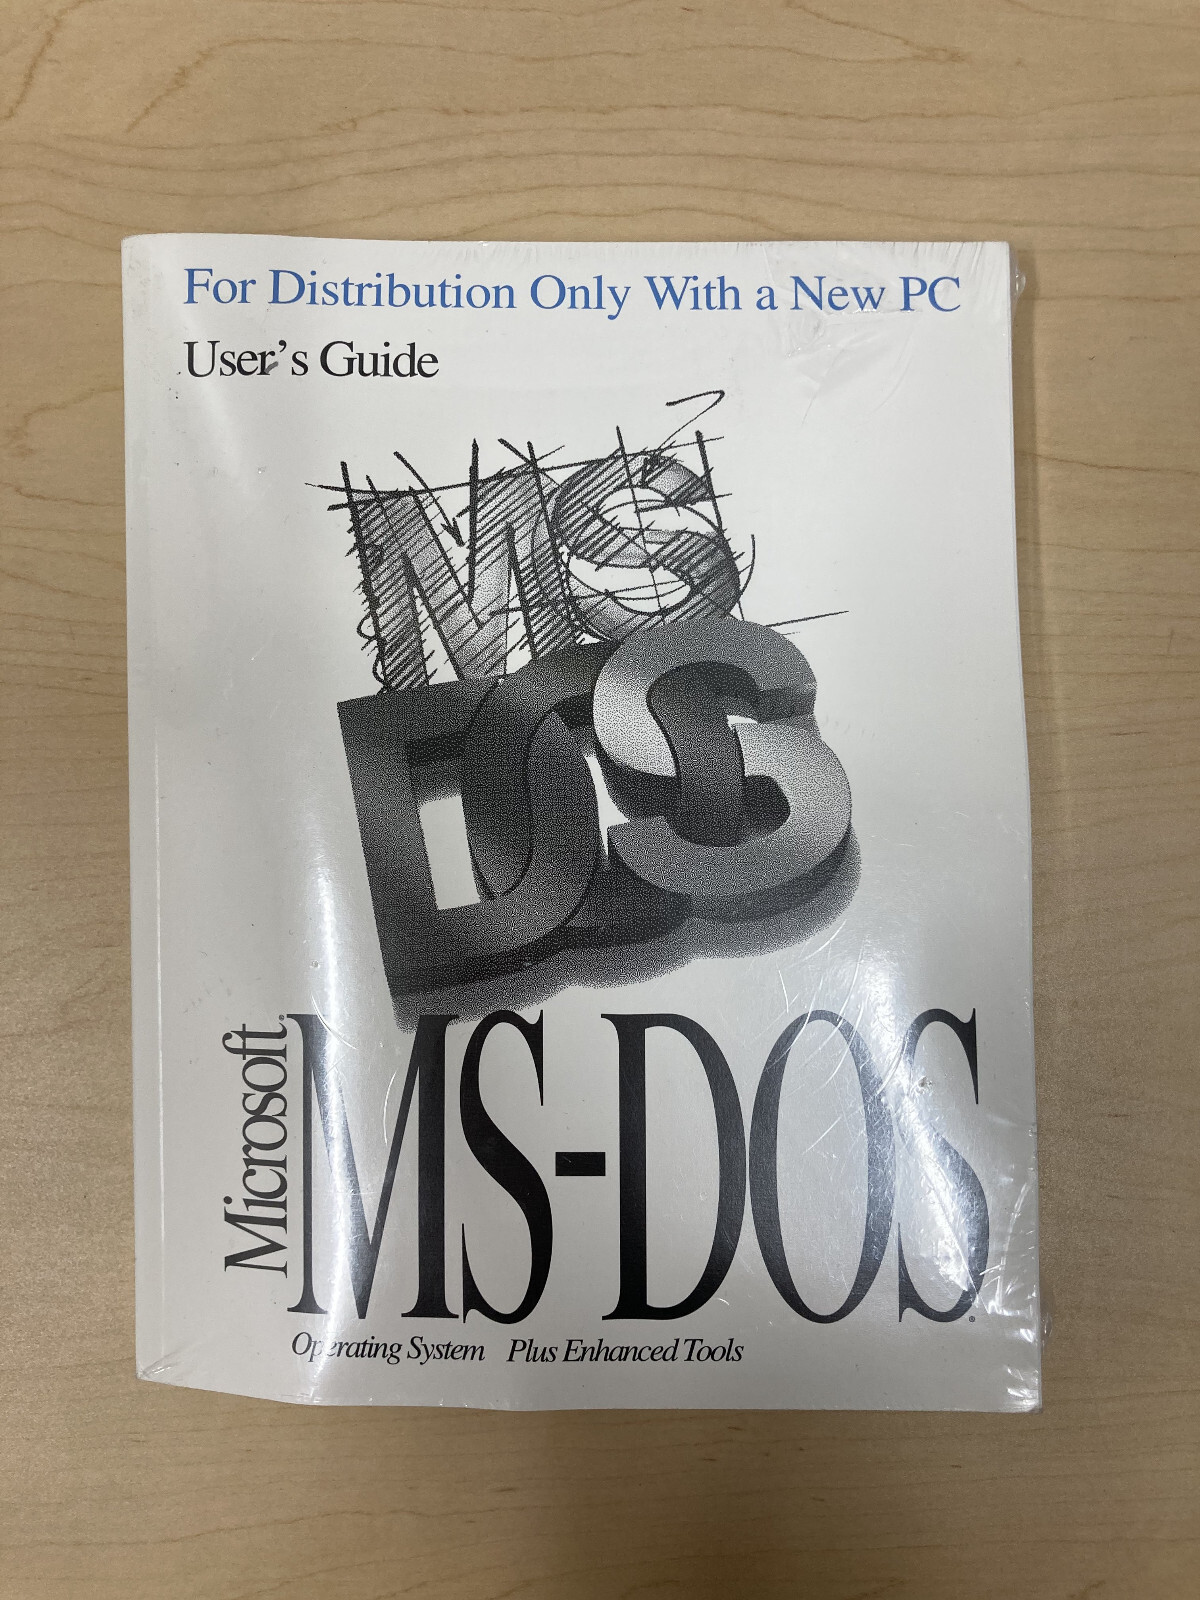 For Distribution Only With a New PC
User's Guide
MS
DOS
Microsoft®
MS-DOS®
Operating System Plus Enhanced Tools